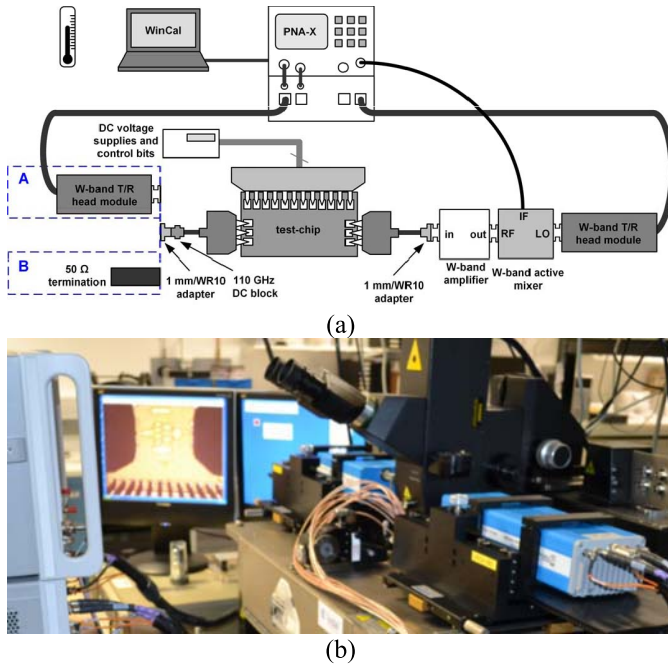 WinCal
PNA-X
DC voltage
supplies and
control bits
A
W-band T/R
head module
test-chip
B
50 Ω
termination
1 mm/WR10
adapter
110 GHz
DC block
1 mm/WR10
adapter
in out
W-band
amplifier
IF
RF LO
W-band active
mixer
W-band T/R
head module
(a)
(b)